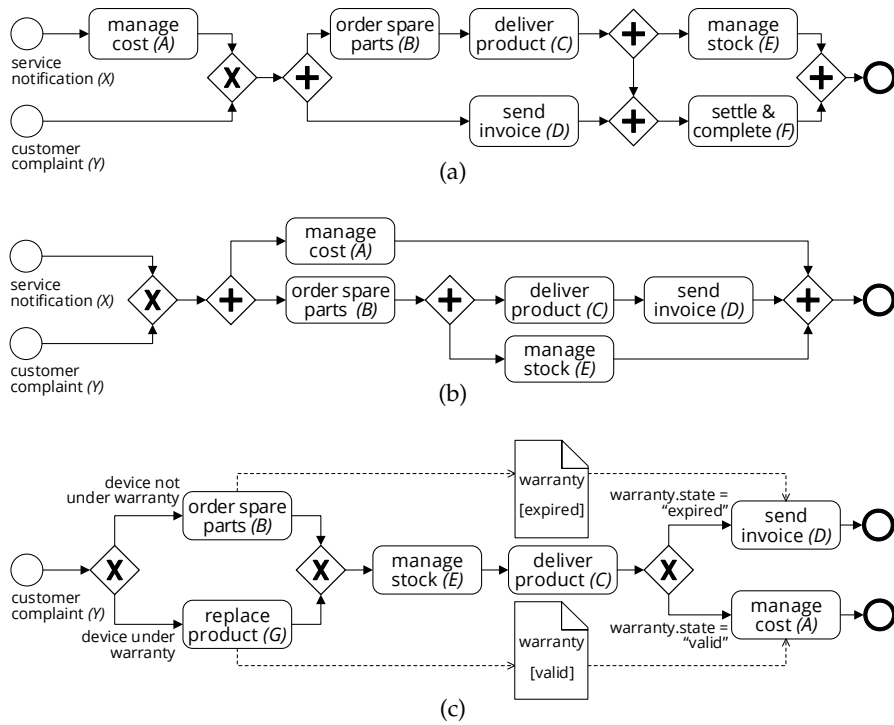 manage
cost (A)
order spare
parts (B)
deliver
product (C)
manage
stock (E)
service
notification (X)
X
send
invoice (D)
settle &
complete (F)
customer
complaint (Y)
(a)
manage
cost (A)
service
notification (X)
X
order spare
parts (B)
deliver
product (C)
send
invoice (D)
manage
stock (E)
customer
complaint (Y)
(b)
device not
under warranty
order spare
parts (B)
warranty
[expired]
warranty.state =
“expired”
send
invoice (D)
X
X
manage
stock (E)
deliver
product (C)
X
customer
complaint (Y)
device under
warranty
replace
product (G)
warranty
[valid]
warranty.state =
“valid”
manage
cost (A)
(c)